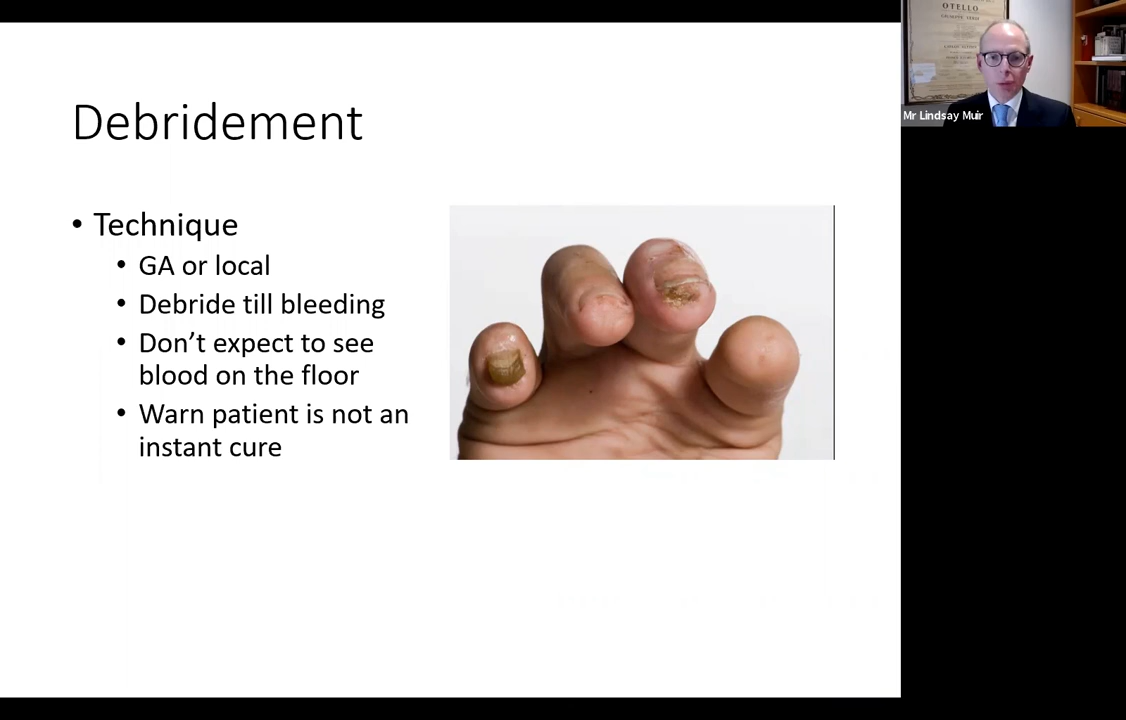 Debridement
• Technique
• GA or local
• Debride till bleeding
• Don’t expect to see
blood on the floor
• Warn patient is not an
instant cure
OTELLO
Mr Lindsay Muir